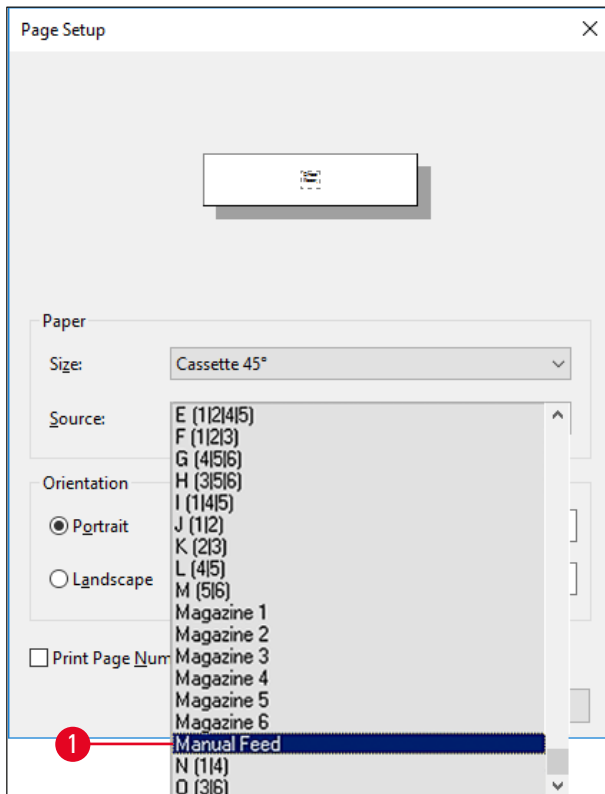 Page Setup
Paper
Size: Cassette 45°
Source:
E (1|2|4|5)
F (1|2|3)
G (4|5|6)
H (3|5|6)
Orientation
I (1|4|5)
Portrait
J (1|2)
K (2|3)
Landscape
L (4|5)
M (5|6)
Magazine 1
Magazine 2
Print Page Num
Magazine 3
Magazine 4
Magazine 5
Magazine 6
1 Manual Feed
N (1|4)
O (3|6)